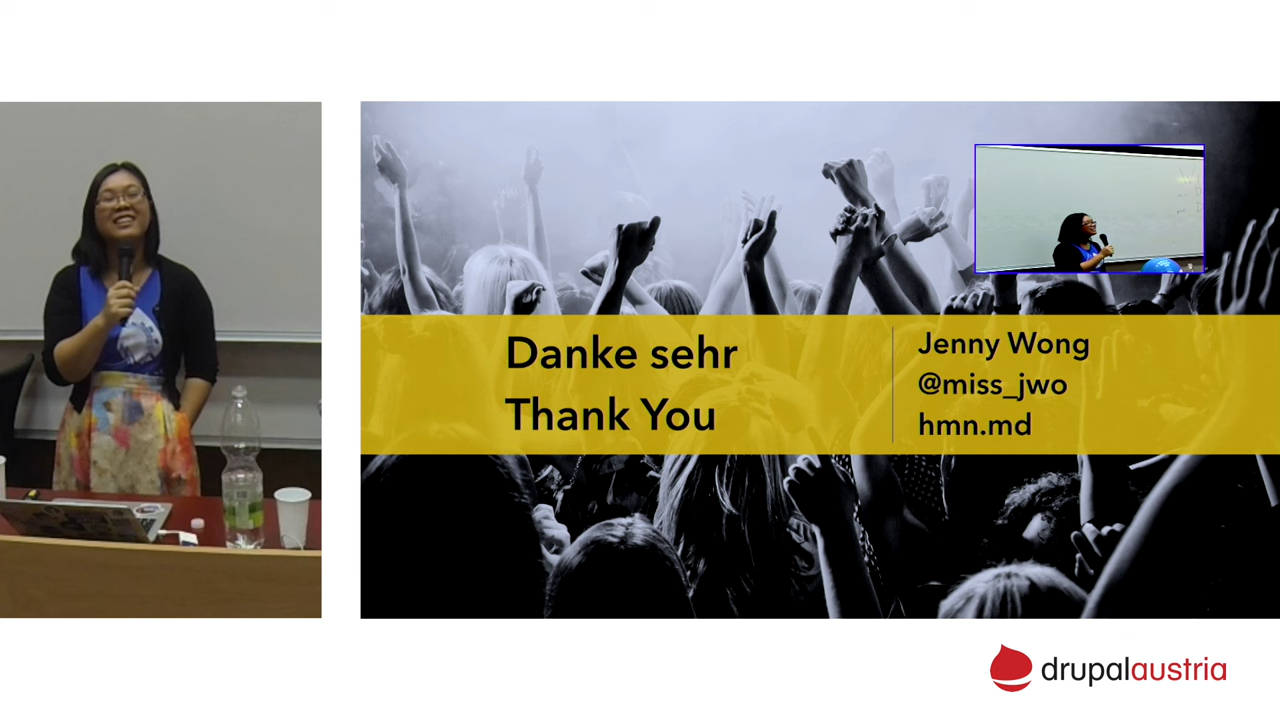 Danke sehr
Thank You
Jenny Wong
@miss_jwo
hmn.md
drupalaustria